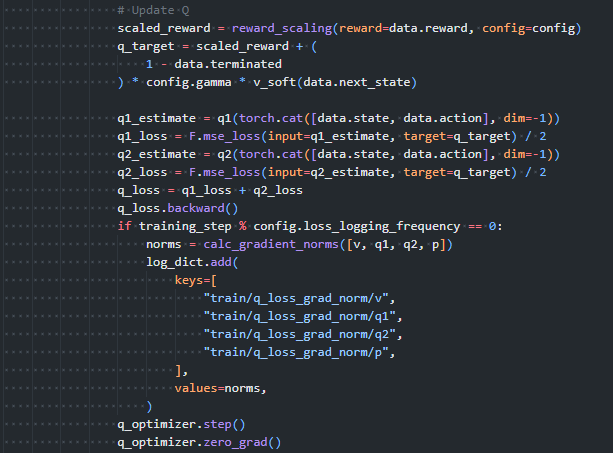 # Update Q
scaled_reward = reward_scaling(reward=data.reward, config=config)
q_target = scaled_reward + (
1 - data.terminated
) * config.gamma * v_soft(data.next_state)
q1_estimate = q1(torch.cat([data.state, data.action], dim=-1))
q1_loss = F.mse_loss(input=q1_estimate, target=q_target) / 2
q2_estimate = q2(torch.cat([data.state, data.action], dim=-1))
q2_loss = F.mse_loss(input=q2_estimate, target=q_target) / 2
q_loss = q1_loss + q2_loss
q_loss.backward()
if training_step % config.loss_logging_frequency == 0:
norms = calc_gradient_norms([v, q1, q2, p])
log_dict.add(
keys=[
"train/q_loss_grad_norm/v",
"train/q_loss_grad_norm/q1",
"train/q_loss_grad_norm/q2",
"train/q_loss_grad_norm/p",
],
values=norms,
)
q_optimizer.step()
q_optimizer.zero_grad()